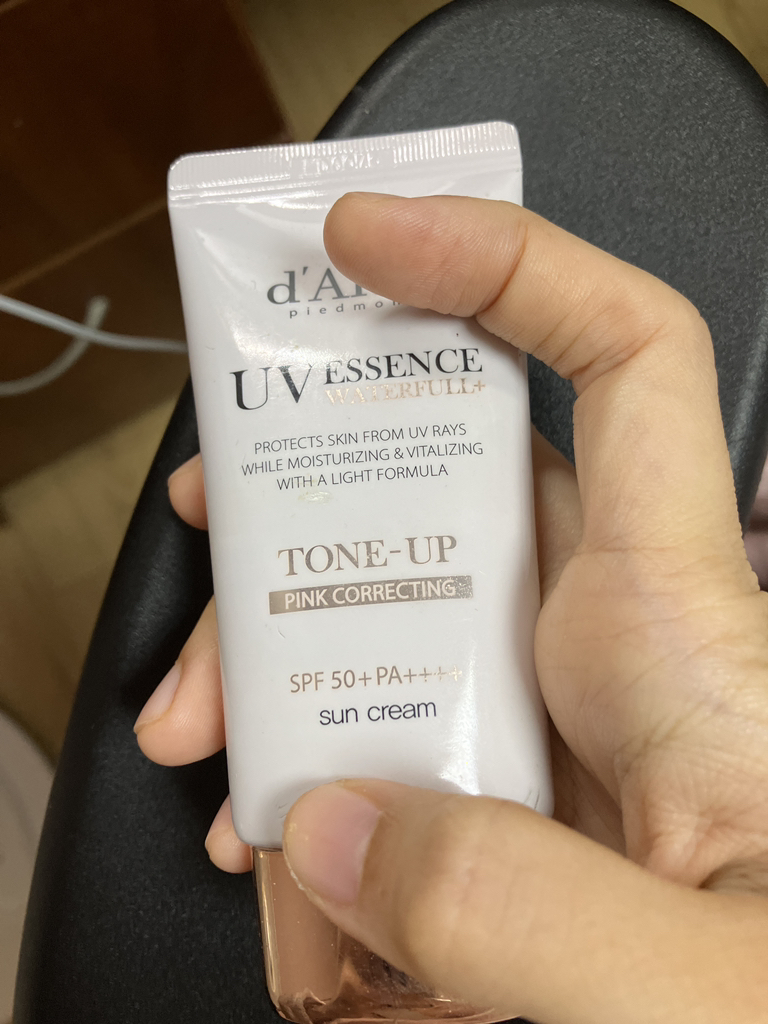 UV ESSENCE
WATERFULL+
PROTECTS SKIN FROM UV RAYS
WHILE MOISTURIZING & VITALIZING
WITH A LIGHT FORMULA
TONE-UP
PINK CORRECTING
SPF 50+ PA++++
sun cream